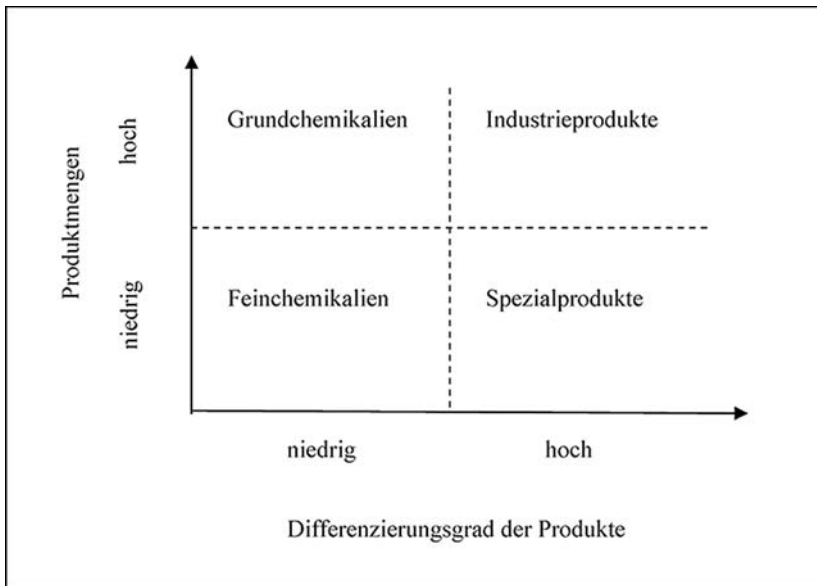 Produktmengen
hoch
niedrig
Grundchemikalien
Industrieprodukte
Feinchemikalien
Spezialprodukte
niedrig
hoch
Differenzierungsgrad der Produkte